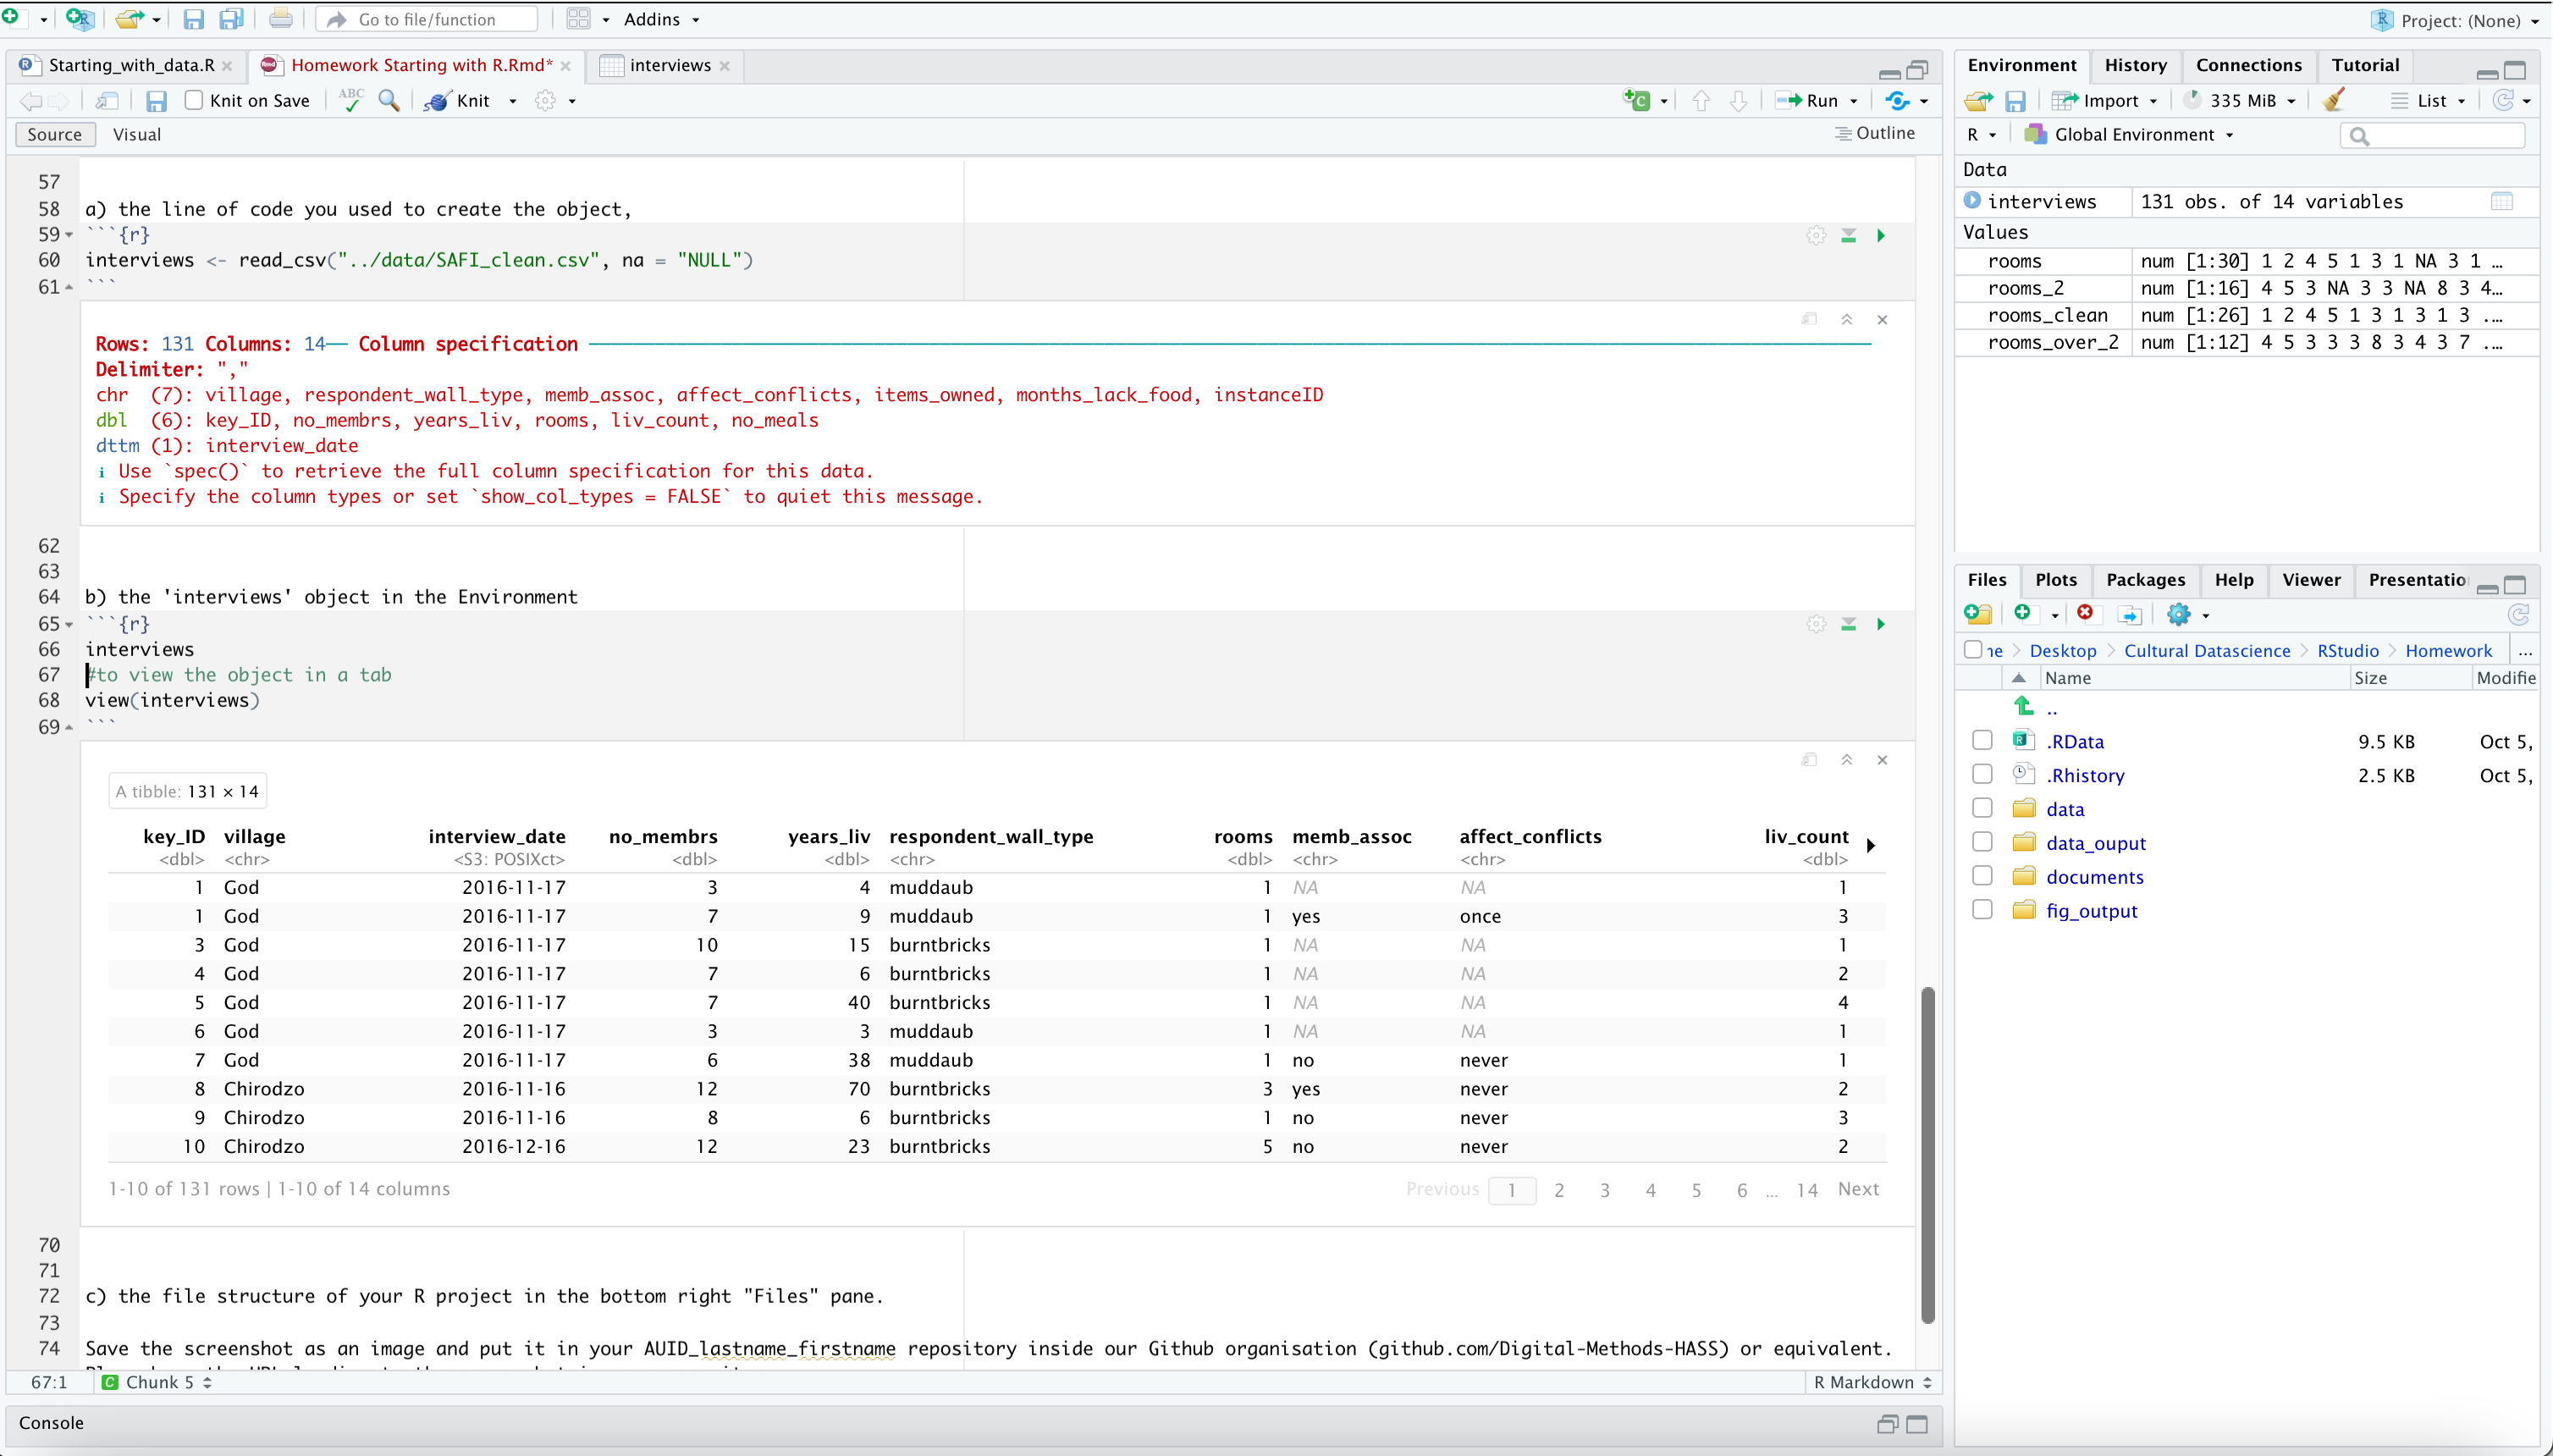 Go to file/function
Addins
Project: (None)
Starting_with_data.R
Homework Starting with R.Rmd*
interviews
Knit on Save
ABC
Knit
Run
Source
Visual
Outline
57
58 a) the line of code you used to create the object,
59 ```{r}
60 interviews <- read_csv("../data/SAFI_clean.csv", na = "NULL")
61 ```
Rows: 131 Columns: 14── Column specification ────────────────
Delimiter: ","
chr (7): village, respondent_wall_type, memb_assoc, affect_conflicts, items_owned, months_lack_food, instanceID
dbl (6): key_ID, no_membrs, years_liv, rooms, liv_count, no_meals
dttm (1): interview_date
ℹ Use `spec()` to retrieve the full column specification for this data.
ℹ Specify the column types or set `show_col_types = FALSE` to quiet this message.
62
63
64 b) the 'interviews' object in the Environment
65 ```{r}
66 interviews
67 #to view the object in a tab
68 view(interviews)
69 ```
A tibble: 131 × 14
key_ID village interview_date no_membrs years_liv respondent_wall_type rooms memb_assoc affect_conflicts liv_count
<dbl> <chr> <S3: POSIXct> <dbl> <dbl> <chr> <dbl> <chr> <chr> <dbl>
1 God 2016-11-17 3 4 muddaub 1 NA NA 1
1 God 2016-11-17 7 9 muddaub 1 yes once 3
3 God 2016-11-17 10 15 burntbricks 1 NA NA 1
4 God 2016-11-17 7 6 burntbricks 1 NA NA 2
5 God 2016-11-17 7 40 burntbricks 1 NA NA 4
6 God 2016-11-17 3 3 muddaub 1 NA NA 1
7 God 2016-11-17 6 38 muddaub 1 no never 1
8 Chirodzo 2016-11-16 12 70 burntbricks 3 yes never 2
9 Chirodzo 2016-11-16 8 6 burntbricks 1 no never 3
10 Chirodzo 2016-12-16 12 23 burntbricks 5 no never 2
1-10 of 131 rows | 1-10 of 14 columns
Previous 1 2 3 4 5 6 ... 14 Next
70
71
72 c) the file structure of your R project in the bottom right "Files" pane.
73
74 Save the screenshot as an image and put it in your AUID_lastname_firstname repository inside our Github organisation (github.com/Digital-Methods-HASS) or equivalent.
67:1
Chunk 5
R Markdown
Console
Environment History Connections Tutorial
Import 335 MiB List
R Global Environment
Data
interviews 131 obs. of 14 variables
Values
rooms num [1:30] 1 2 4 5 1 3 1 NA 3 1 …
rooms_2 num [1:16] 4 5 3 NA 3 3 NA 8 3 4…
rooms_clean num [1:26] 1 2 4 5 1 3 1 3 1 3 .…
rooms_over_2 num [1:12] 4 5 3 3 3 8 3 4 3 7 .…
Files Plots Packages Help Viewer Presentatio
ne Desktop Cultural Datascience RStudio Homework ...
Name Size Modifie
..
.RData 9.5 KB Oct 5,
.Rhistory 2.5 KB Oct 5,
data
data_ouput
documents
fig_output